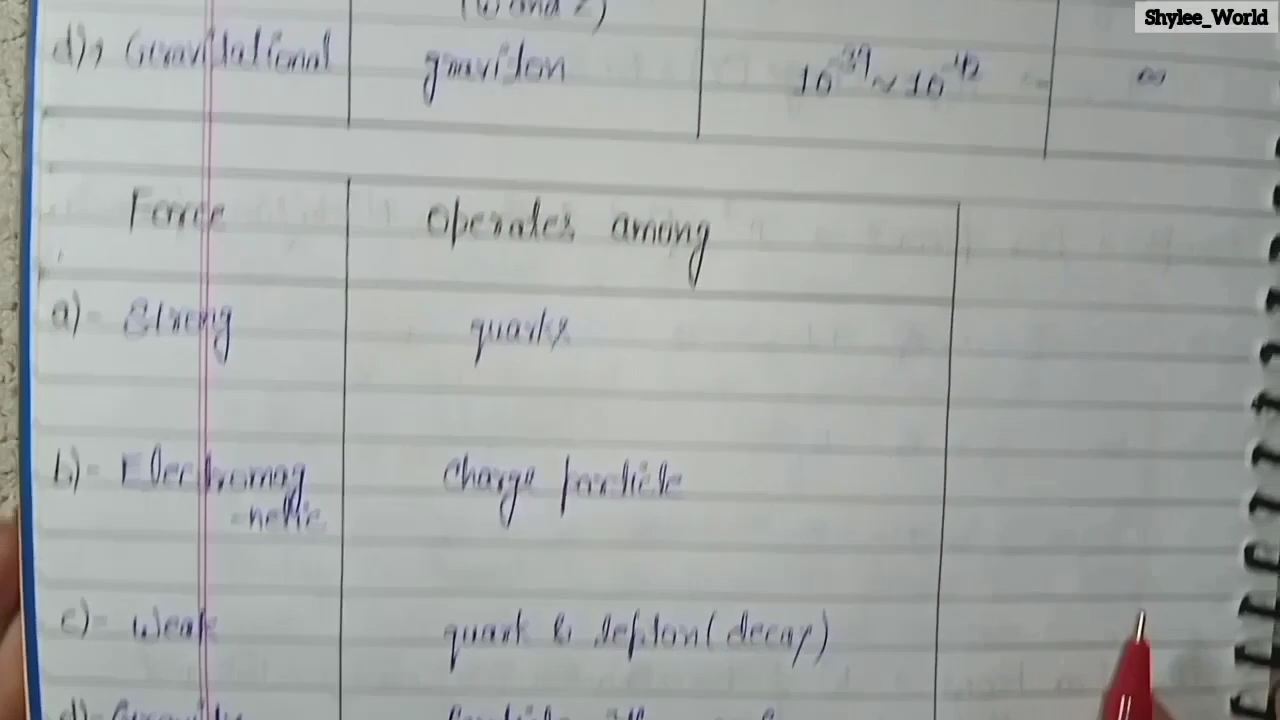 Shylee_World
(W and Z)
d), Gravitational graviton 10^-39 ~ 10^-42 ∞
Force operates among
a)- Strong quarks
b)- Electromag charge particle
-netic
c)- Weak quark & lepton (decay)
d)- Gravity